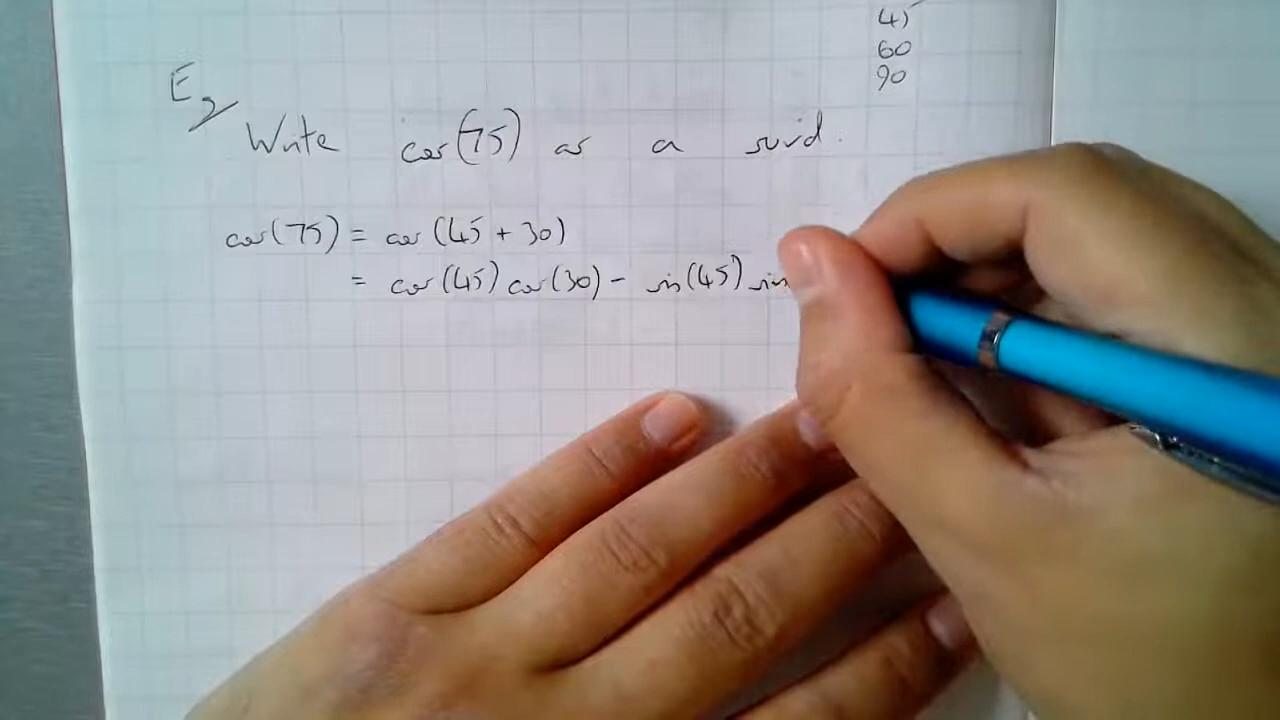 45
60
90
Eg
Write cos(75) as a surd.
cos(75) = cos(45 + 30)
= cos(45)cos(30) - sin(45)sin